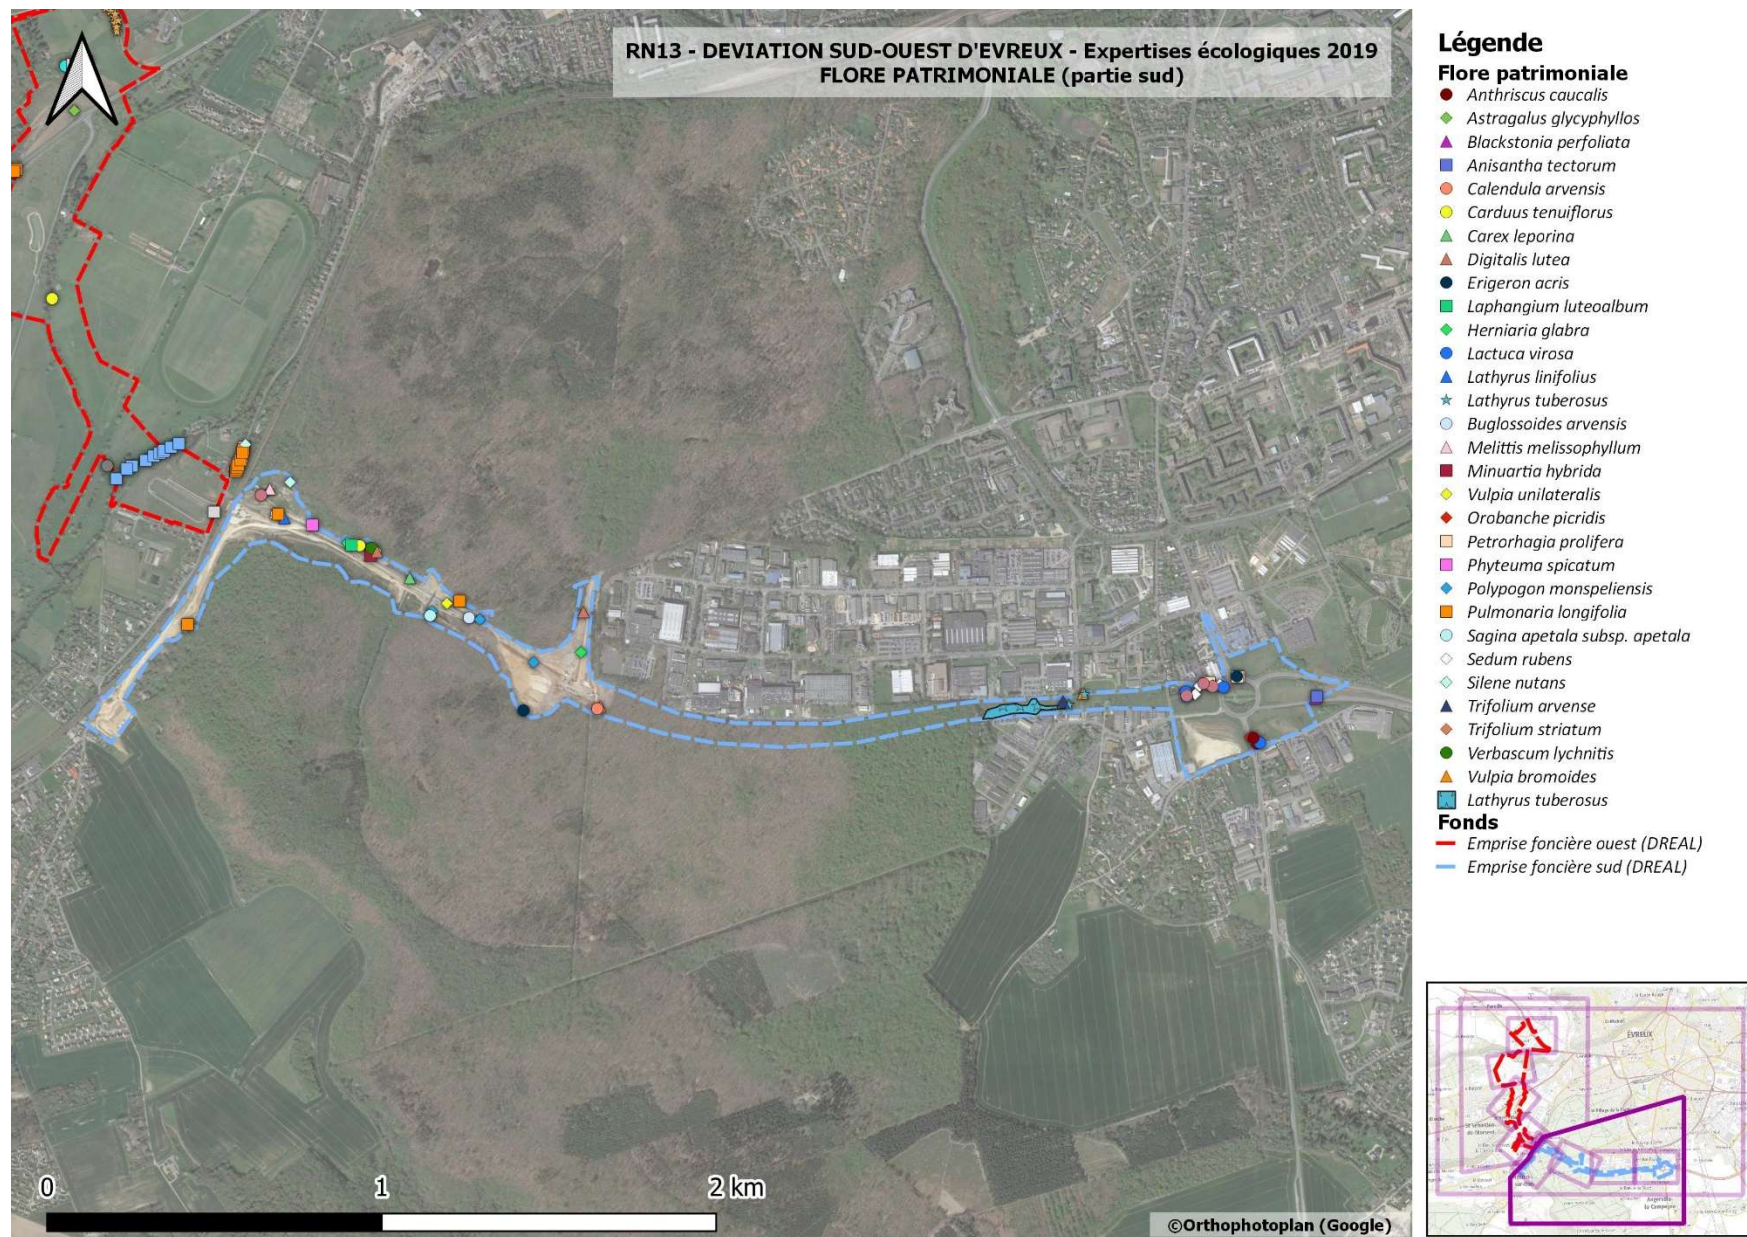 RN13 - DEVIATION SUD-OUEST D'EVREUX - Expertises écologiques 2019
FLORE PATRIMONIALE (partie sud)
Légende
Flore patrimoniale
Anthriscus caucalis
Astragalus glycyphyllos
Blackstonia perfoliata
Anisantha tectorum
Calendula arvensis
Carduus tenuiflorus
Carex leporina
Digitalis lutea
Erigeron acris
Laphangium luteoalbum
Herniaria glabra
Lactuca virosa
Lathyrus linifolius
Lathyrus tuberosus
Buglossoides arvensis
Melittis melissophyllum
Minuartia hybrida
Vulpia unilateralis
Orobanche picridis
Petrorhagia prolifera
Phyteuma spicatum
Polypogon monspeliensis
Pulmonaria longifolia
Sagina apetala subsp. apetala
Sedum rubens
Silene nutans
Trifolium arvense
Trifolium striatum
Verbascum lychnitis
Vulpia bromoides
Lathyrus tuberosus
Fonds
Emprise foncière ouest (DREAL)
Emprise foncière sud (DREAL)
ÉVREUX
0 1 2 km
©Orthophotoplan (Google)